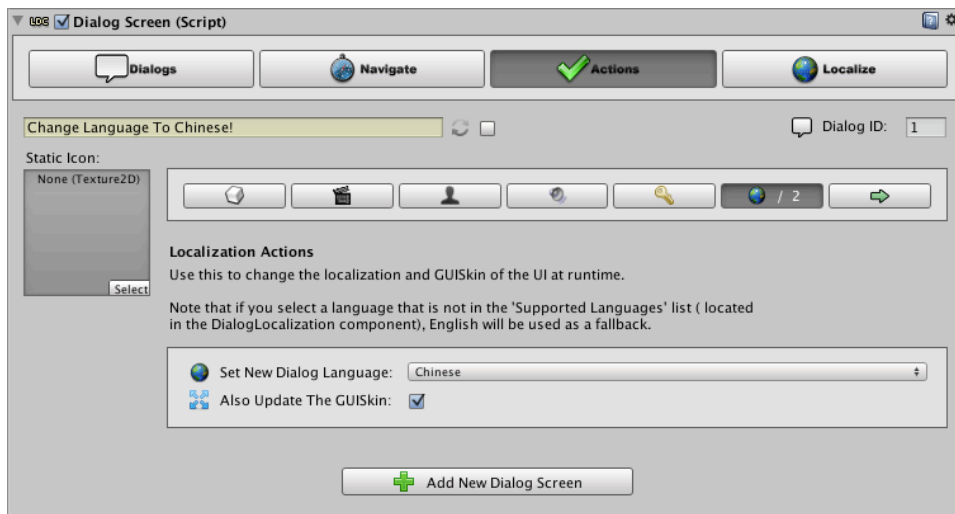 LDC Dialog Screen (Script)
Dialogs
Navigate
Actions
Localize
Change Language To Chinese!
Dialog ID:
1
Static Icon:
None (Texture2D)
Select
/ 2
Localization Actions
Use this to change the localization and GUISkin of the UI at runtime.
Note that if you select a language that is not in the 'Supported Languages' list ( located
in the DialogLocalization component), English will be used as a fallback.
Set New Dialog Language:
Chinese
Also Update The GUISkin:
Add New Dialog Screen